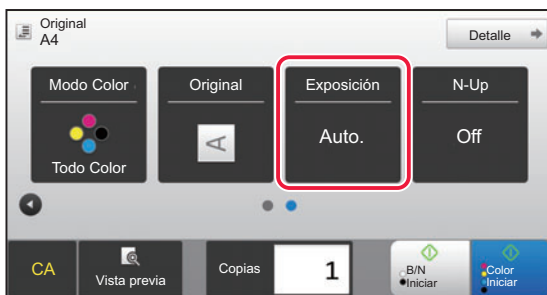 Original
A4
Detalle
Modo Color
Original
Exposición
N-Up
A
Auto.
Off
Todo Color
CA
Vista previa
Copias
1
B/N
Iniciar
Color
Iniciar